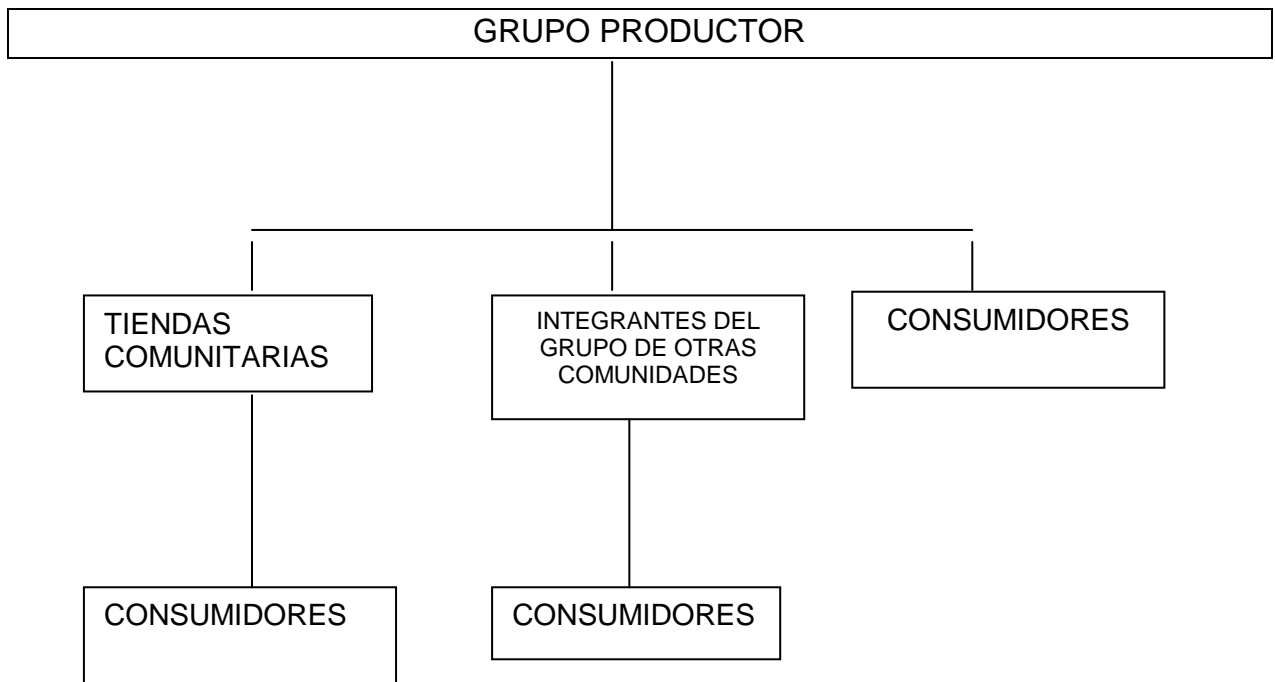 GRUPO PRODUCTOR
TIENDAS
COMUNITARIAS
INTEGRANTES DEL
GRUPO DE OTRAS
COMUNIDADES
CONSUMIDORES
CONSUMIDORES
CONSUMIDORES